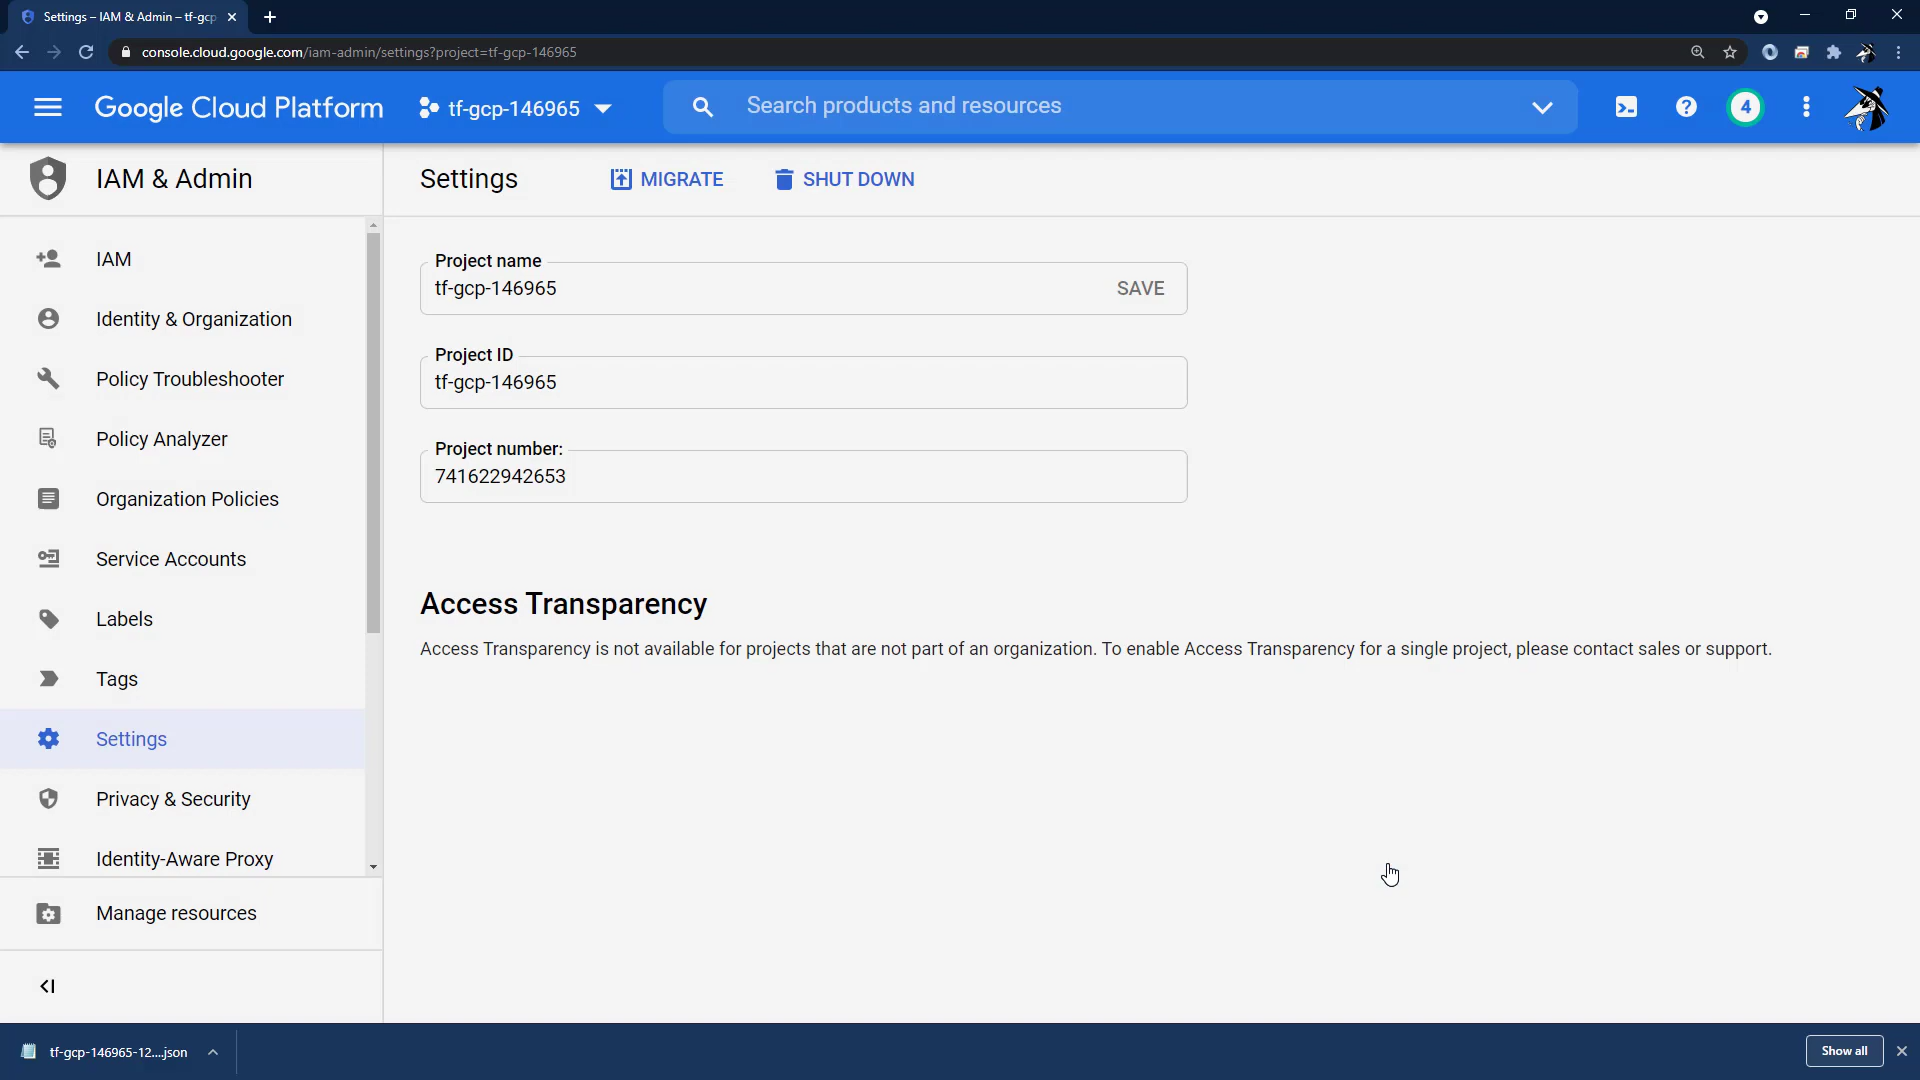 Settings – IAM & Admin – tf-gcp
console.cloud.google.com/iam-admin/settings?project=tf-gcp-146965
Google Cloud Platform
tf-gcp-146965
Search products and resources
4
IAM & Admin
Settings
MIGRATE
SHUT DOWN
IAM
Identity & Organization
Policy Troubleshooter
Policy Analyzer
Organization Policies
Service Accounts
Labels
Tags
Settings
Privacy & Security
Identity-Aware Proxy
Manage resources
Project name
tf-gcp-146965
SAVE
Project ID
tf-gcp-146965
Project number:
741622942653
Access Transparency
Access Transparency is not available for projects that are not part of an organization. To enable Access Transparency for a single project, please contact sales or support.
tf-gcp-146965-12....json
Show all